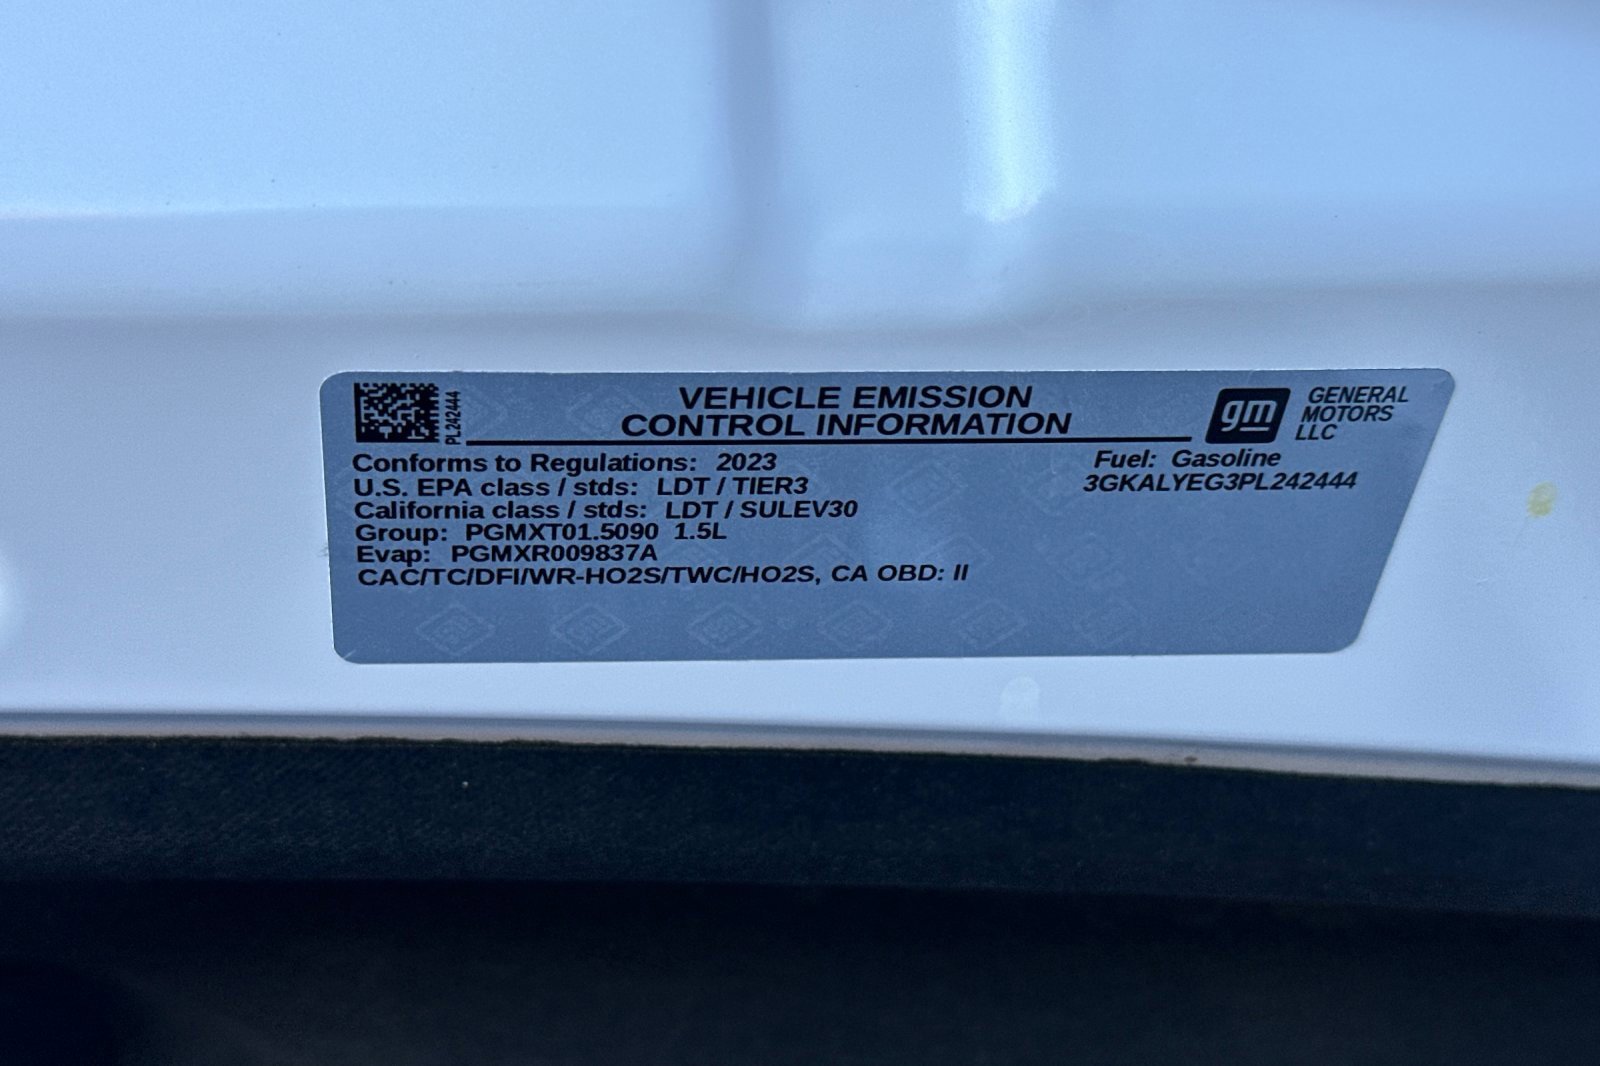 PL242444
VEHICLE EMISSION
CONTROL INFORMATION
gm
GENERAL
MOTORS
LLC
Conforms to Regulations: 2023
U.S. EPA class / stds: LDT / TIER3
California class / stds: LDT / SULEV30
Group: PGMXT01.5090 1.5L
Evap: PGMXR009837A
CAC/TC/DFI/WR-HO2S/TWC/HO2S, CA OBD: II
Fuel: Gasoline
3GKALYEG3PL242444